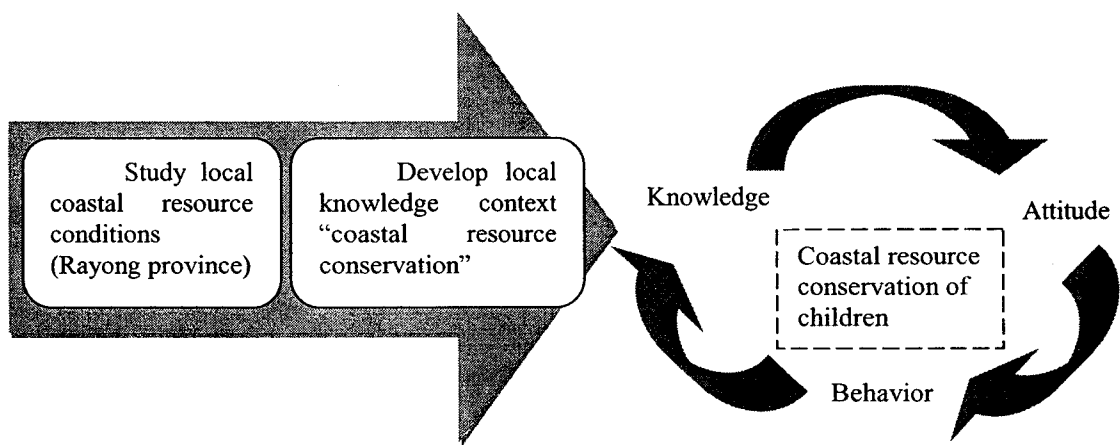 Study local
coastal resource
conditions
(Rayong province)
Develop local
knowledge context
“coastal resource
conservation”
Knowledge
Attitude
Coastal resource
conservation of
children
Behavior